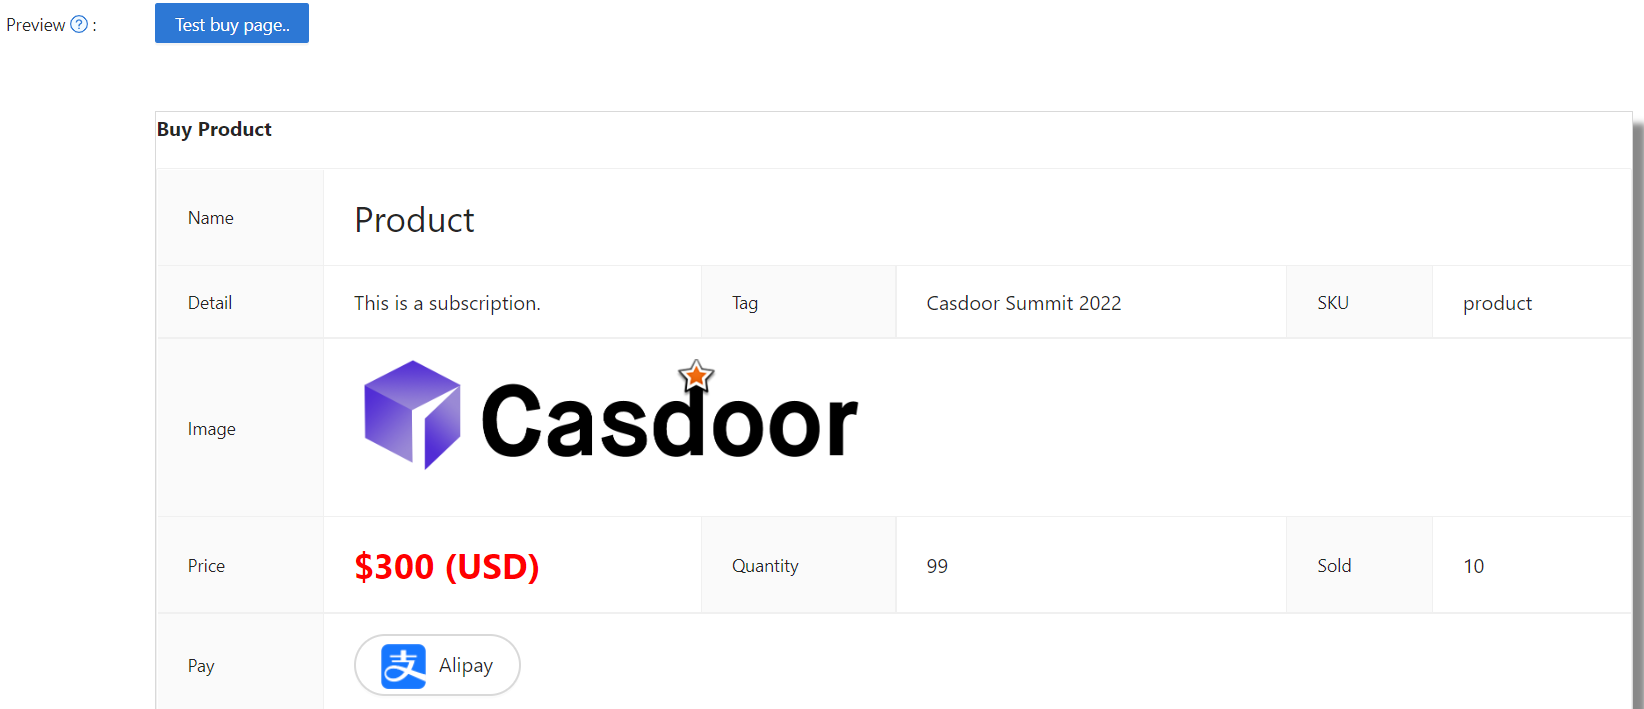 Preview ? :
Test buy page..
Buy Product
Name
Product
Detail
This is a subscription.
Tag
Casdoor Summit 2022
SKU
product
Image
Casdoor
Price
$300 (USD)
Quantity
99
Sold
10
Pay
支
Alipay